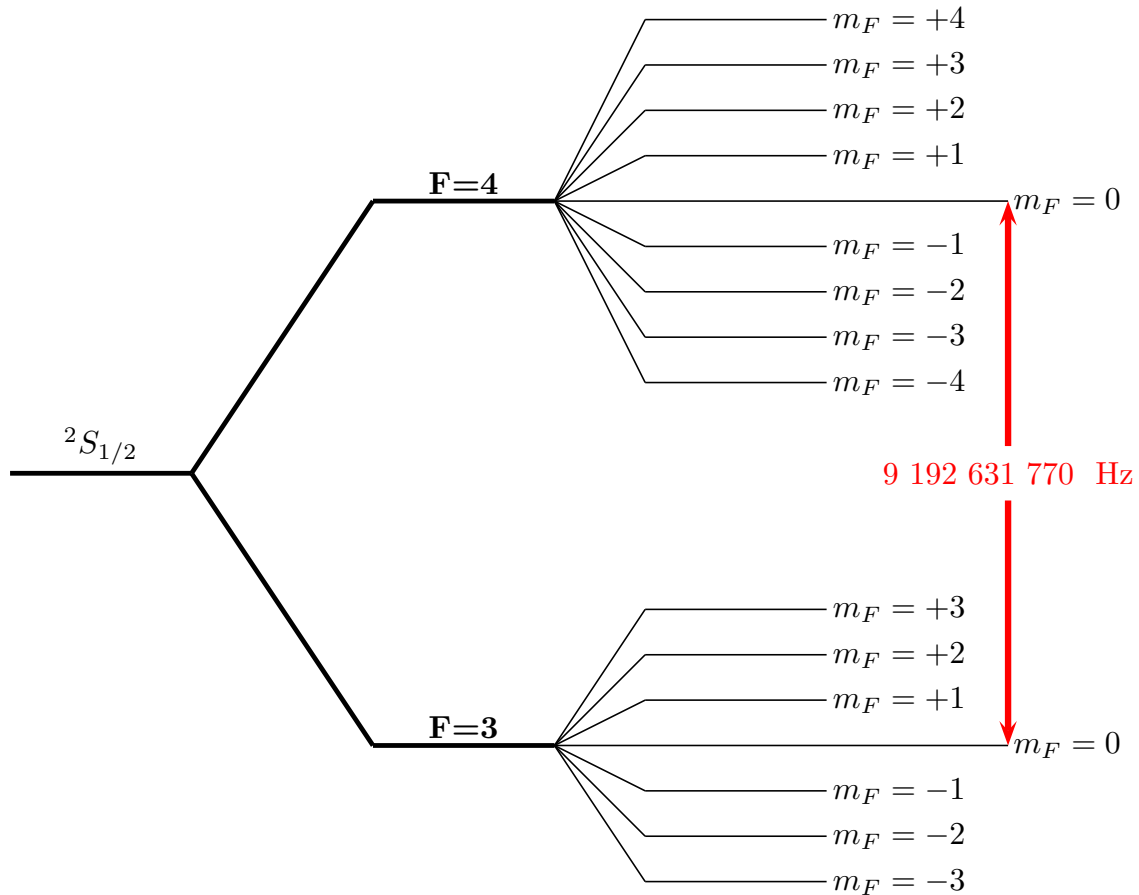 m_F = +4
m_F = +3
m_F = +2
m_F = +1
F=4
m_F = 0
m_F = −1
m_F = −2
m_F = −3
m_F = −4
²S₁/₂
9 192 631 770 Hz
m_F = +3
m_F = +2
m_F = +1
F=3
m_F = 0
m_F = −1
m_F = −2
m_F = −3